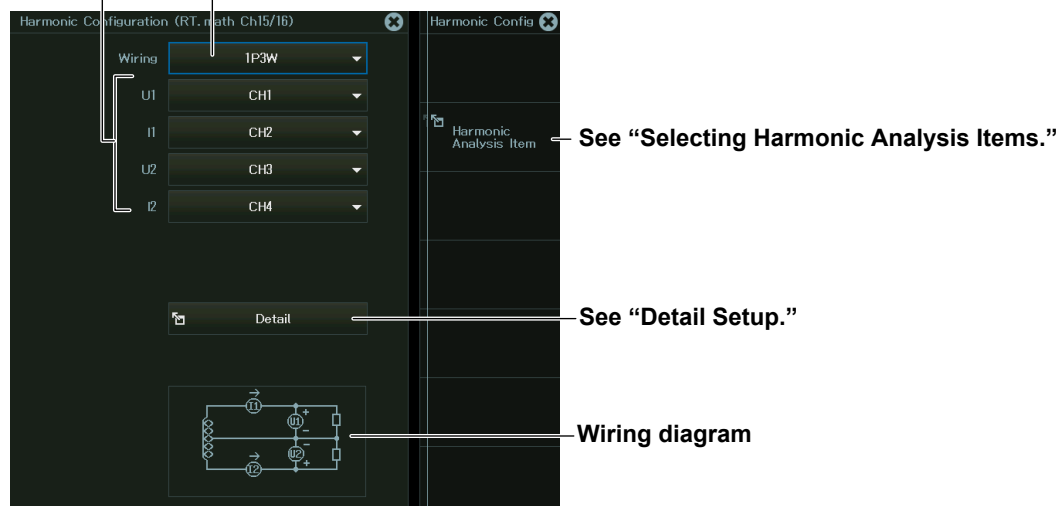 Harmonic Configuration (RT. math Ch15/16)
Harmonic Config
Wiring 1P3W
U1 CH1
I1 CH2
U2 CH3
I2 CH4
Harmonic
Analysis Item
See “Selecting Harmonic Analysis Items.”
Detail
See “Detail Setup.”
I1
U1
+
-
U2
-
+
I2
Wiring diagram